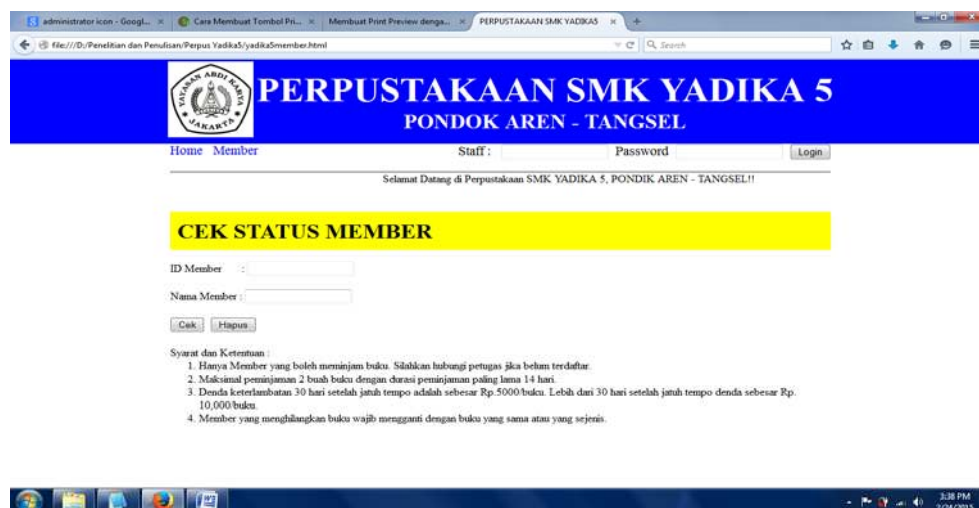 administrator icon - Googl...
Cara Membuat Tombol Pri...
Membuat Print Preview denga...
PERPUSTAKAAN SMK YADIKA5
file:///D:/Penelitian dan Penulisan/Perpus Yadika5/yadika5member.html
Search
YAYASAN ABDI KARYA
JAKARTA
PERPUSTAKAAN SMK YADIKA 5
PONDOK AREN - TANGSEL
Home Member Staff : Password Login
Selamat Datang di Perpustakaan SMK YADIKA 5, PONDIK AREN - TANGSEL!!
CEK STATUS MEMBER
ID Member :
Nama Member :
Cek Hapus
Syarat dan Ketentuan :
1. Hanya Member yang boleh meminjam buku. Silahkan hubungi petugas jika belum terdaftar.
2. Maksimal peminjaman 2 buah buku dengan durasi peminjaman paling lama 14 hari.
3. Denda keterlambatan 30 hari setelah jatuh tempo adalah sebesar Rp.5000/buku. Lebih dari 30 hari setelah jatuh tempo denda sebesar Rp.
10,000/buku.
4. Member yang menghilangkan buku wajib mengganti dengan buku yang sama atau yang sejenis.
3:38 PM